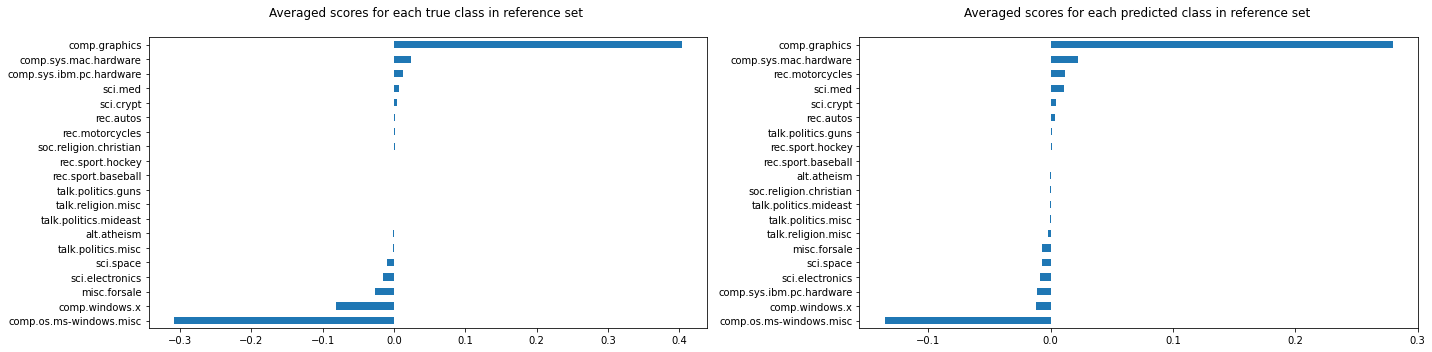 Averaged scores for each true class in reference set
comp.graphics
comp.sys.mac.hardware
comp.sys.ibm.pc.hardware
sci.med
sci.crypt
rec.autos
rec.motorcycles
soc.religion.christian
rec.sport.hockey
rec.sport.baseball
talk.politics.guns
talk.religion.misc
talk.politics.mideast
alt.atheism
talk.politics.misc
sci.space
sci.electronics
misc.forsale
comp.windows.x
comp.os.ms-windows.misc
−0.3 −0.2 −0.1 0.0 0.1 0.2 0.3 0.4
Averaged scores for each predicted class in reference set
comp.graphics
comp.sys.mac.hardware
rec.motorcycles
sci.med
sci.crypt
rec.autos
talk.politics.guns
rec.sport.hockey
rec.sport.baseball
alt.atheism
soc.religion.christian
talk.politics.mideast
talk.politics.misc
talk.religion.misc
misc.forsale
sci.space
sci.electronics
comp.sys.ibm.pc.hardware
comp.windows.x
comp.os.ms-windows.misc
−0.1 0.0 0.1 0.2 0.3